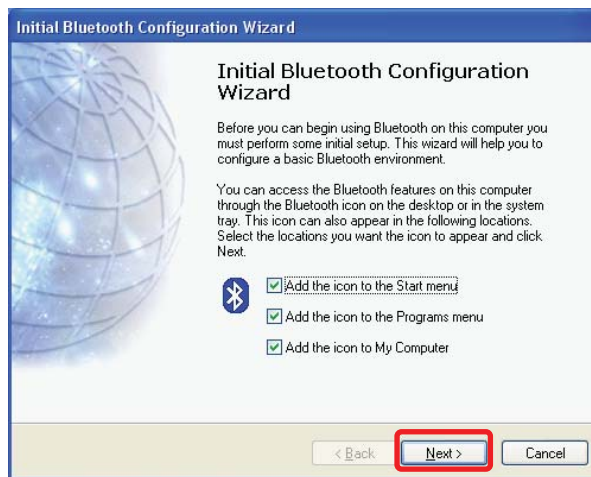 Initial Bluetooth Configuration Wizard
Initial Bluetooth Configuration
Wizard
Before you can begin using Bluetooth on this computer you
must perform some initial setup. This wizard will help you to
configure a basic Bluetooth environment.
You can access the Bluetooth features on this computer
through the Bluetooth icon on the desktop or in the system
tray. This icon can also appear in the following locations.
Select the locations you want the icon to appear and click
Next.
Add the icon to the Start menu
Add the icon to the Programs menu
Add the icon to My Computer
< Back
Next >
Cancel